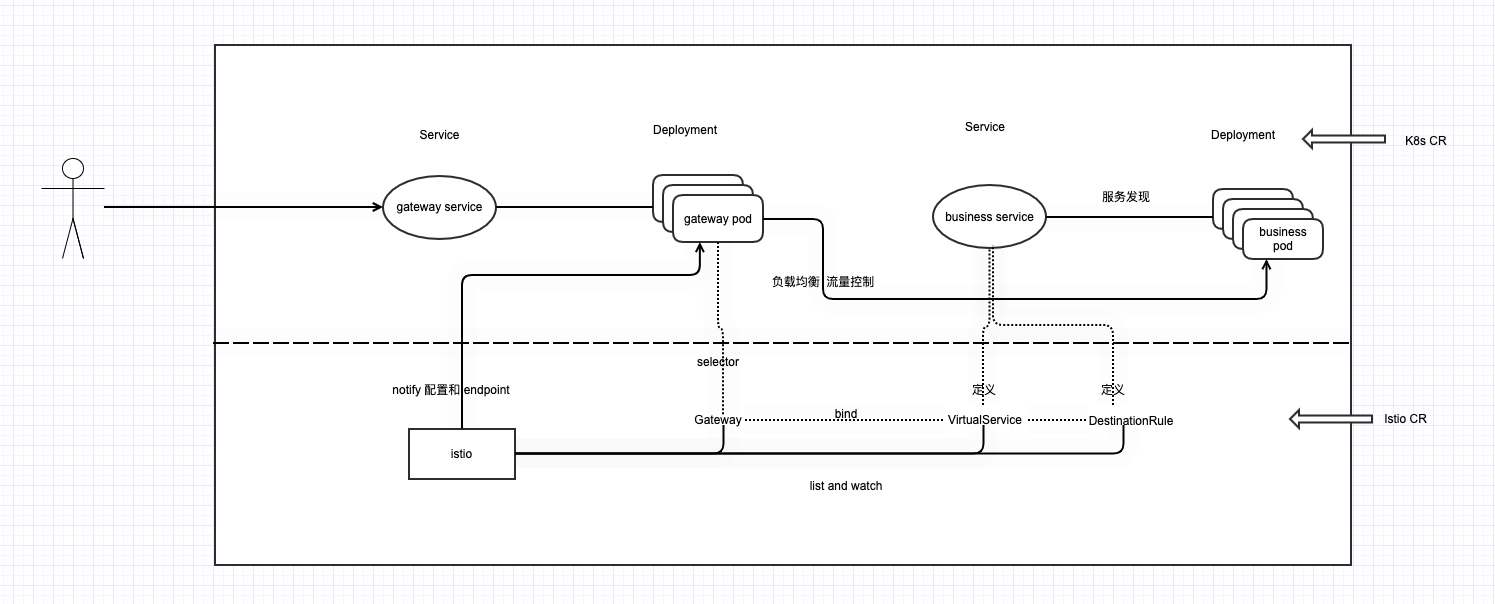 Service
Deployment
Service
Deployment
K8s CR
gateway service
gateway pod
business service
服务发现
business
pod
负载均衡
流量控制
selector
notify 配置和 endpoint
定义
定义
Gateway
bind
VirtualService
DestinationRule
Istio CR
istio
list and watch